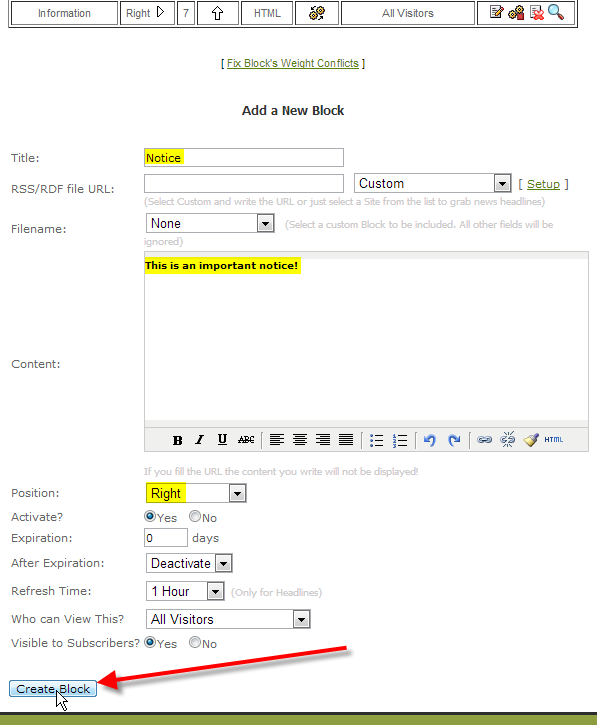 Information Right 7 HTML All Visitors
[ Fix Block's Weight Conflicts ]
Add a New Block
Title: Notice
RSS/RDF file URL: Custom [ Setup ]
(Select Custom and write the URL or just select a Site from the list to grab news headlines)
Filename: None (Select a custom Block to be included. All other fields will be
ignored)
This is an important notice!
Content:
B I U ABC HTML
If you fill the URL the content you write will not be displayed!
Position: Right
Activate? Yes No
Expiration: 0 days
After Expiration: Deactivate
Refresh Time: 1 Hour (Only for Headlines)
Who can View This? All Visitors
Visible to Subscribers? Yes No
Create Block